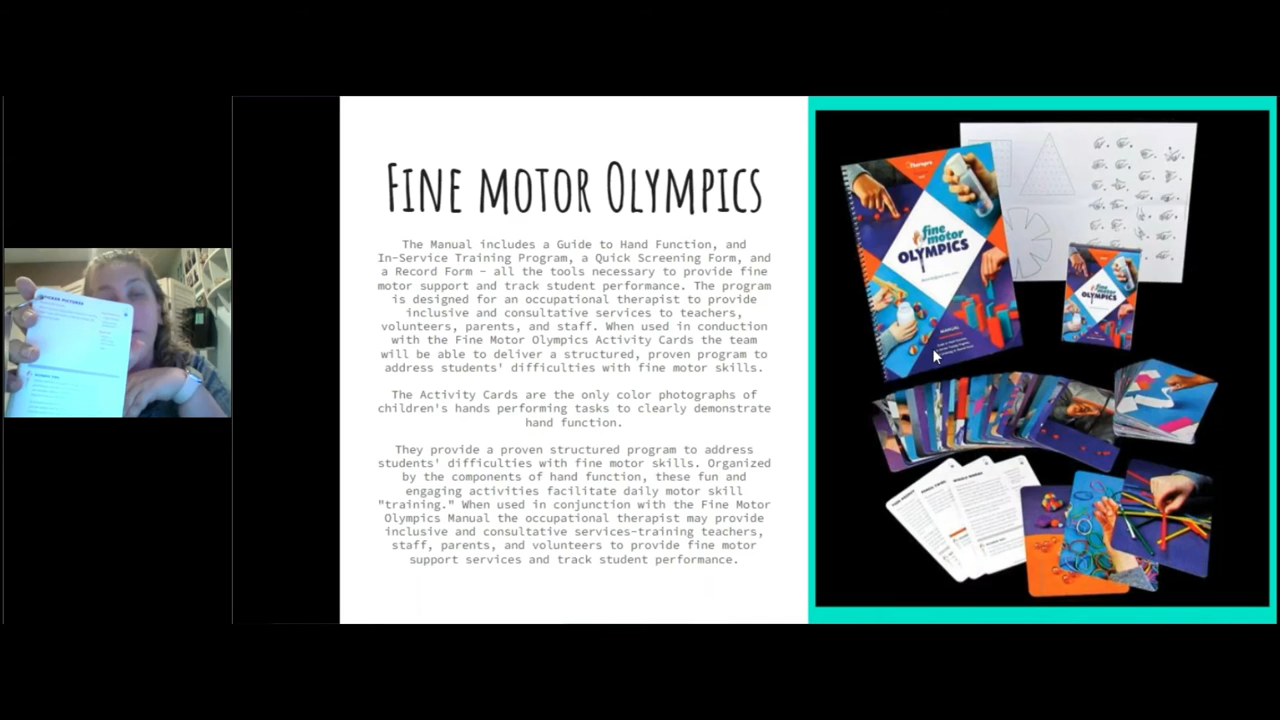 FINE MOTOR OLYMPICS
The Manual includes a Guide to Hand Function, and
In-Service Training Program, a Quick Screening Form, and
a Record Form - all the tools necessary to provide fine
motor support and track student performance. The program
is designed for an occupational therapist to provide
inclusive and consultative services to teachers,
volunteers, parents, and staff. When used in conduction
with the Fine Motor Olympics Activity Cards the team
will be able to deliver a structured, proven program to
address students' difficulties with fine motor skills.
The Activity Cards are the only color photographs of
children's hands performing tasks to clearly demonstrate
hand function.
They provide a proven structured program to address
students' difficulties with fine motor skills. Organized
by the components of hand function, these fun and
engaging activities facilitate daily motor skill
"training." When used in conjunction with the Fine Motor
Olympics Manual the occupational therapist may provide
inclusive and consultative services-training teachers,
staff, parents, and volunteers to provide fine motor
support services and track student performance.
Therapro
fine
motor
OLYMPICS
MANUAL
fine
motor
OLYMPICS
PICTURES